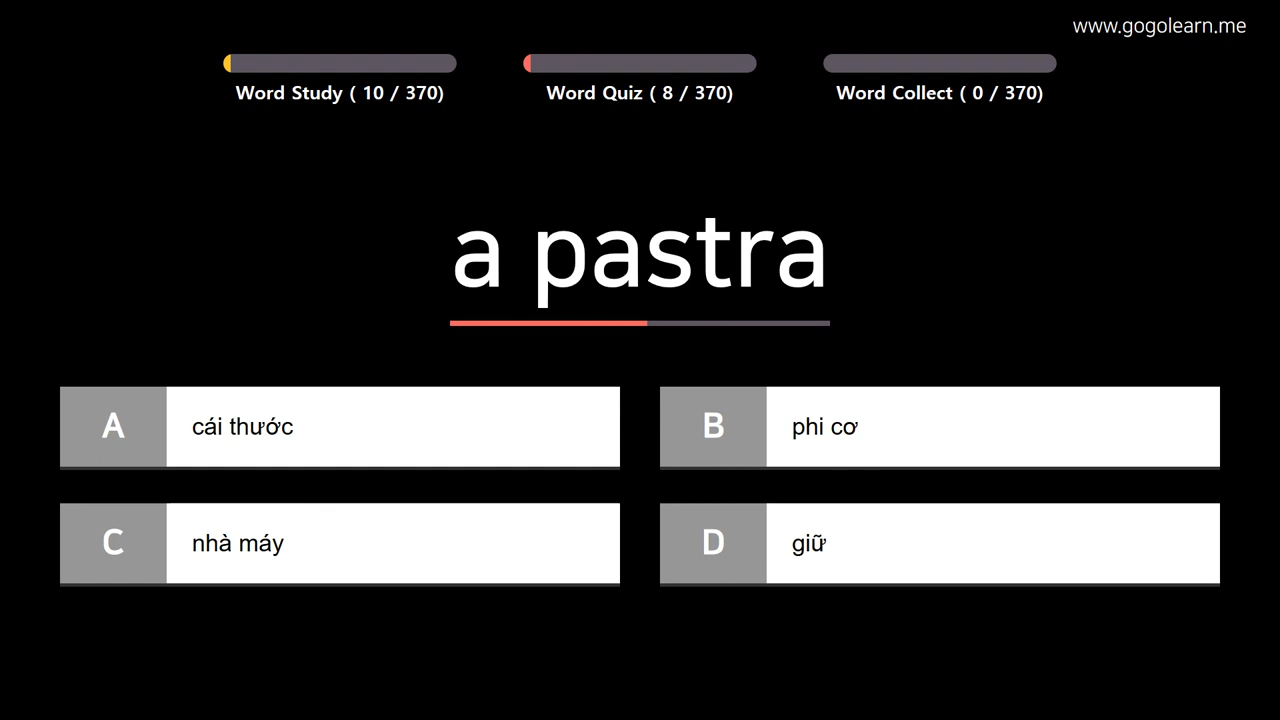 www.gogolearn.me
Word Study ( 10 / 370)
Word Quiz ( 8 / 370)
Word Collect ( 0 / 370)
a pastra
A
cái thước
B
phi cơ
C
nhà máy
D
giữ